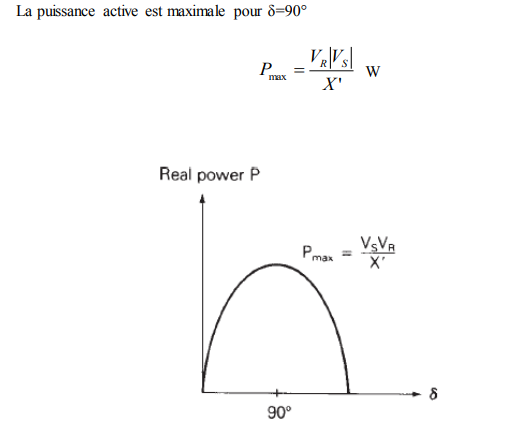 La puissance active est maximale pour δ=90°
P_max = V_R|V_S| / X' W
Real power P
P_max = V_S V_R / X'
δ
90°